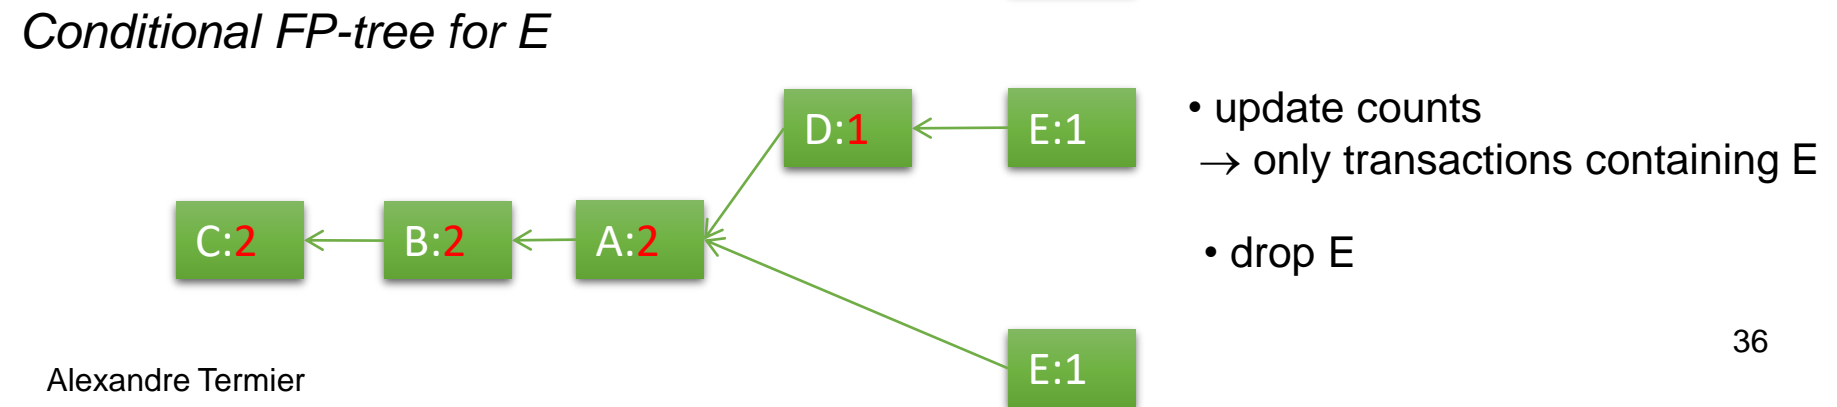 Conditional FP-tree for E
D:1
E:1
• update counts
→ only transactions containing E
C:2
B:2
A:2
• drop E
E:1
36
Alexandre Termier